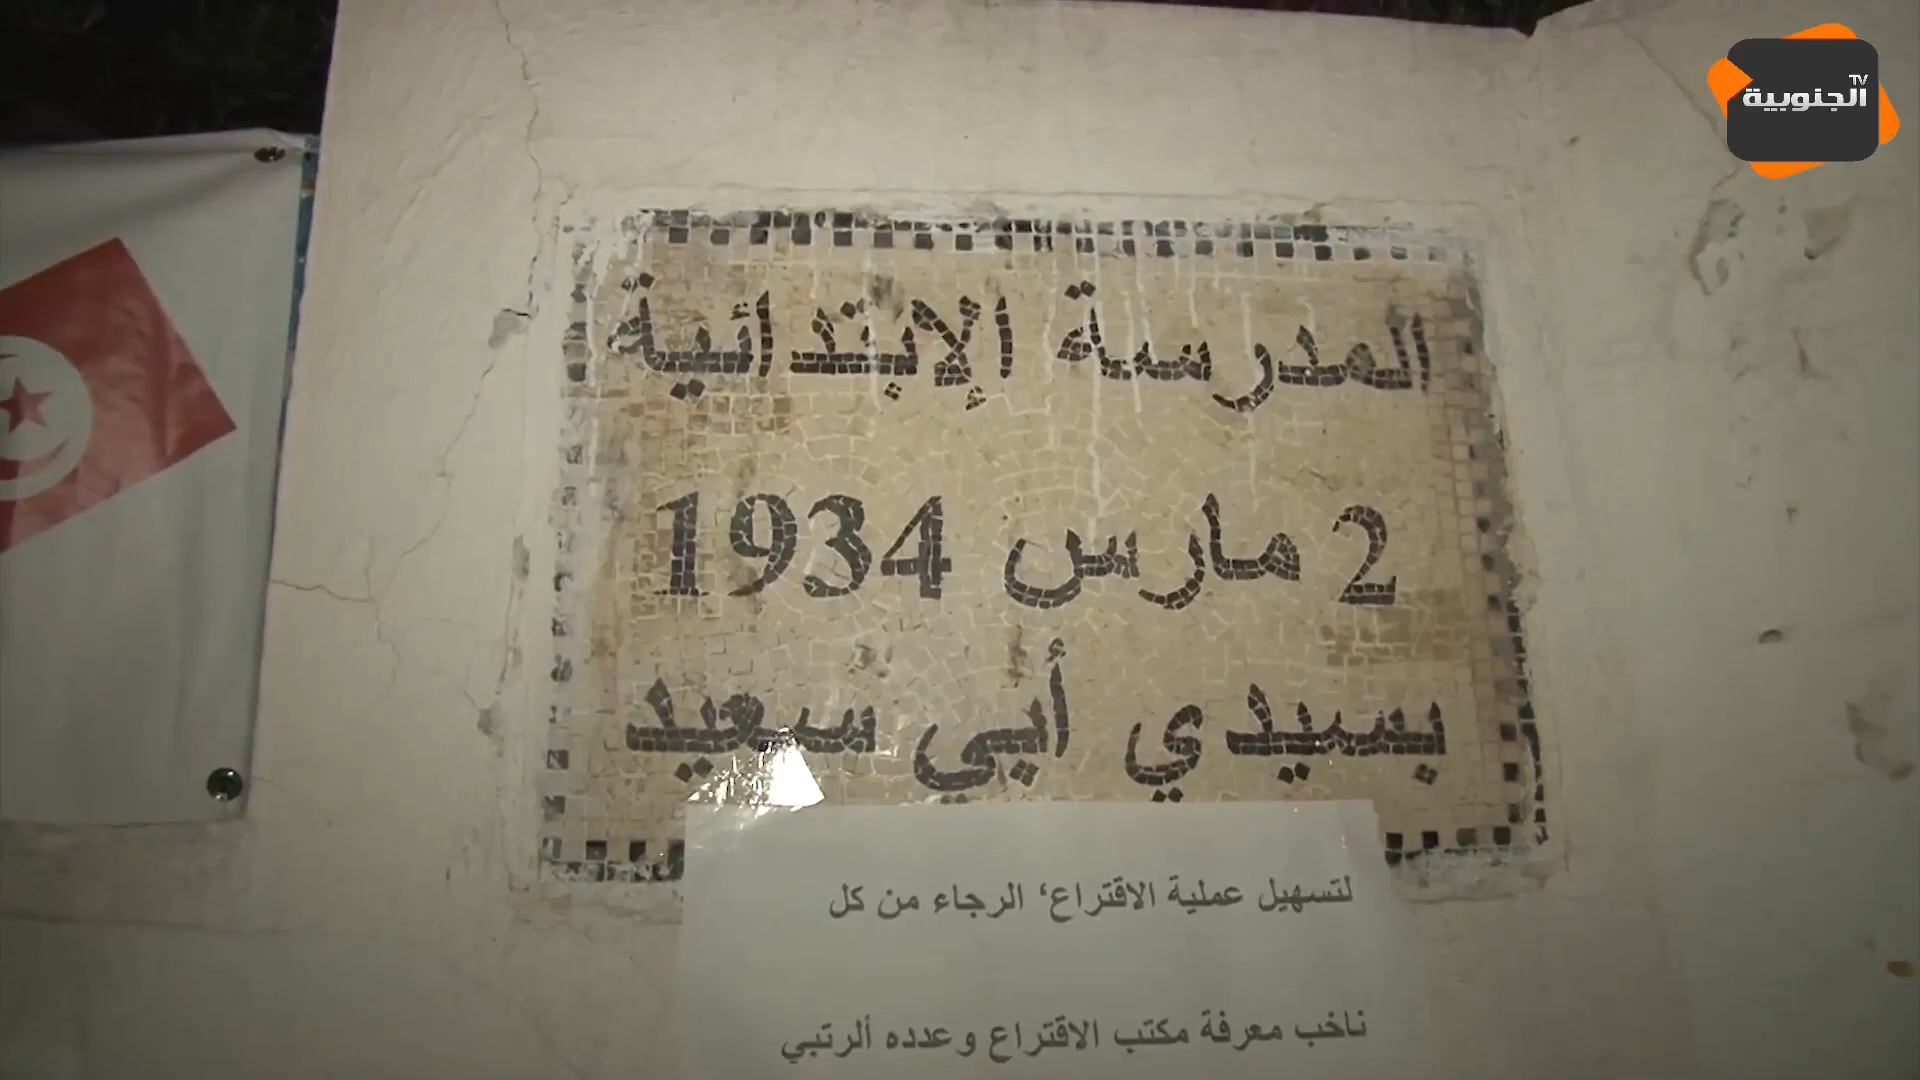 TV
الجنوبية
المدرسة الإبتدائية
2 مارس 1934
بسيدي أبي سعيد
لتسهيل عملية الاقتراع، الرجاء من كل
ناخب معرفة مكتب الاقتراع وعدده ألرتبي